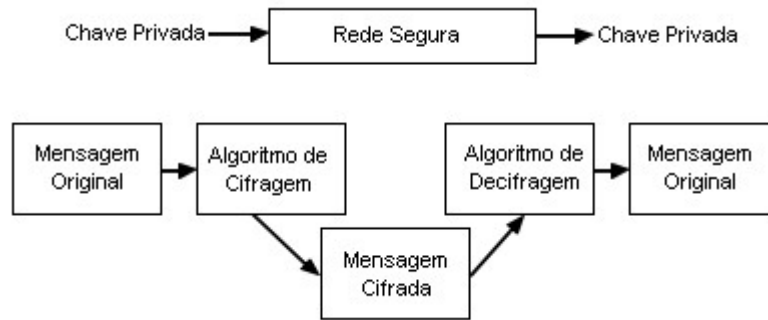 Chave Privada
Rede Segura
Chave Privada
Mensagem
Original
Algoritmo de
Cifragem
Algoritmo de
Decifragem
Mensagem
Original
Mensagem
Cifrada